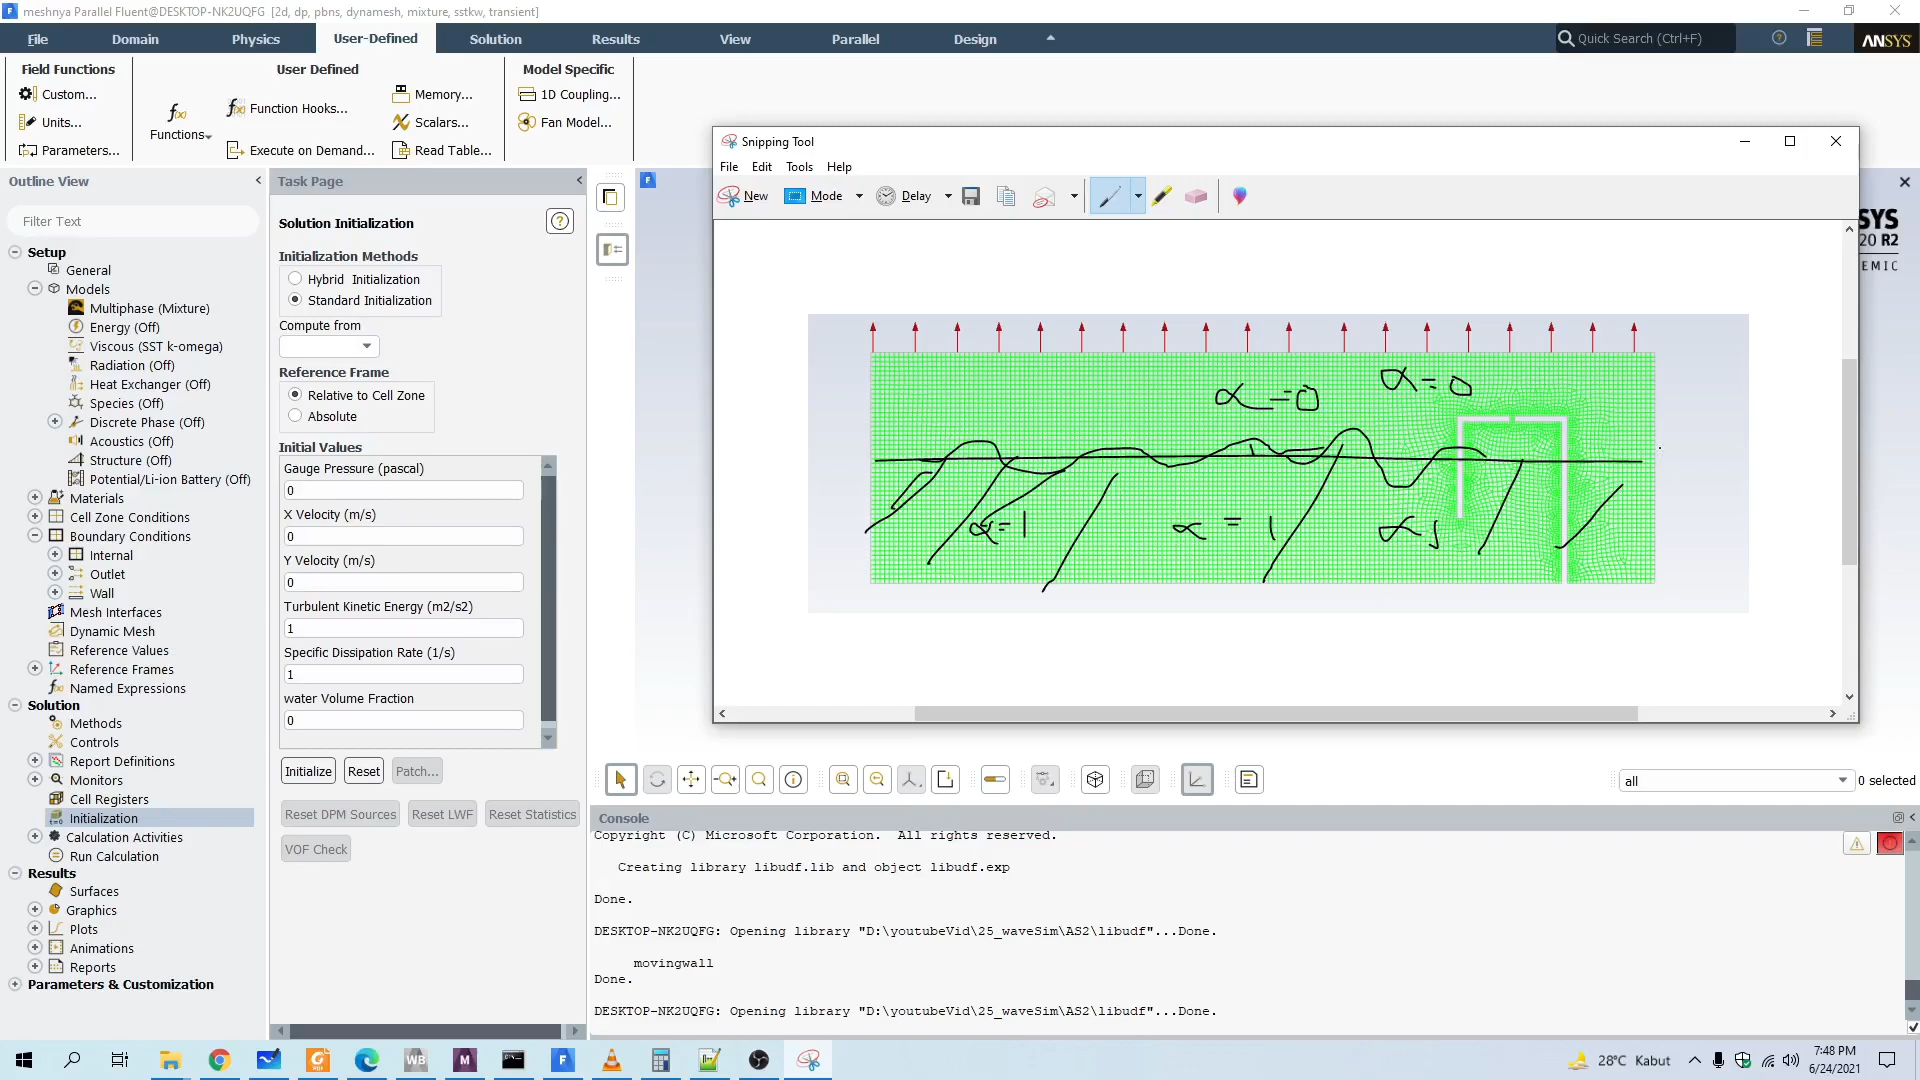 meshnya Parallel Fluent@DESKTOP-NK2UQFG [2d, dp, pbns, dynamesh, mixture, sstkw, transient]
File Domain Physics User-Defined Solution Results View Parallel Design
Quick Search (Ctrl+F)
ANSYS
Field Functions
Custom...
Units...
Parameters...
User Defined
Functions
Function Hooks...
Execute on Demand...
Memory...
Scalars...
Read Table...
Model Specific
1D Coupling...
Fan Model...
Outline View
Filter Text
Setup
General
Models
Multiphase (Mixture)
Energy (Off)
Viscous (SST k-omega)
Radiation (Off)
Heat Exchanger (Off)
Species (Off)
Discrete Phase (Off)
Acoustics (Off)
Structure (Off)
Potential/Li-ion Battery (Off)
Materials
Cell Zone Conditions
Boundary Conditions
Internal
Outlet
Wall
Mesh Interfaces
Dynamic Mesh
Reference Values
Reference Frames
Named Expressions
Solution
Methods
Controls
Report Definitions
Monitors
Cell Registers
Initialization
Calculation Activities
Run Calculation
Results
Surfaces
Graphics
Plots
Animations
Reports
Parameters & Customization
Task Page
Solution Initialization
Initialization Methods
Hybrid Initialization
Standard Initialization
Compute from
Reference Frame
Relative to Cell Zone
Absolute
Initial Values
Gauge Pressure (pascal)
0
X Velocity (m/s)
0
Y Velocity (m/s)
0
Turbulent Kinetic Energy (m2/s2)
1
Specific Dissipation Rate (1/s)
1
water Volume Fraction
0
Initialize Reset Patch...
Reset DPM Sources Reset LWF Reset Statistics
VOF Check
Snipping Tool
File Edit Tools Help
New Mode Delay
α=0 α=0
α=1 α=1 α
SYS
20 R2
EMIC
all
0 selected
Console
Copyright (C) Microsoft Corporation. All rights reserved.
Creating library libudf.lib and object libudf.exp
Done.
DESKTOP-NK2UQFG: Opening library "D:\youtubeVid\25_waveSim\AS2\libudf"...Done.
movingwall
Done.
DESKTOP-NK2UQFG: Opening library "D:\youtubeVid\25_waveSim\AS2\libudf"...Done.
28°C Kabut
7:48 PM
6/24/2021